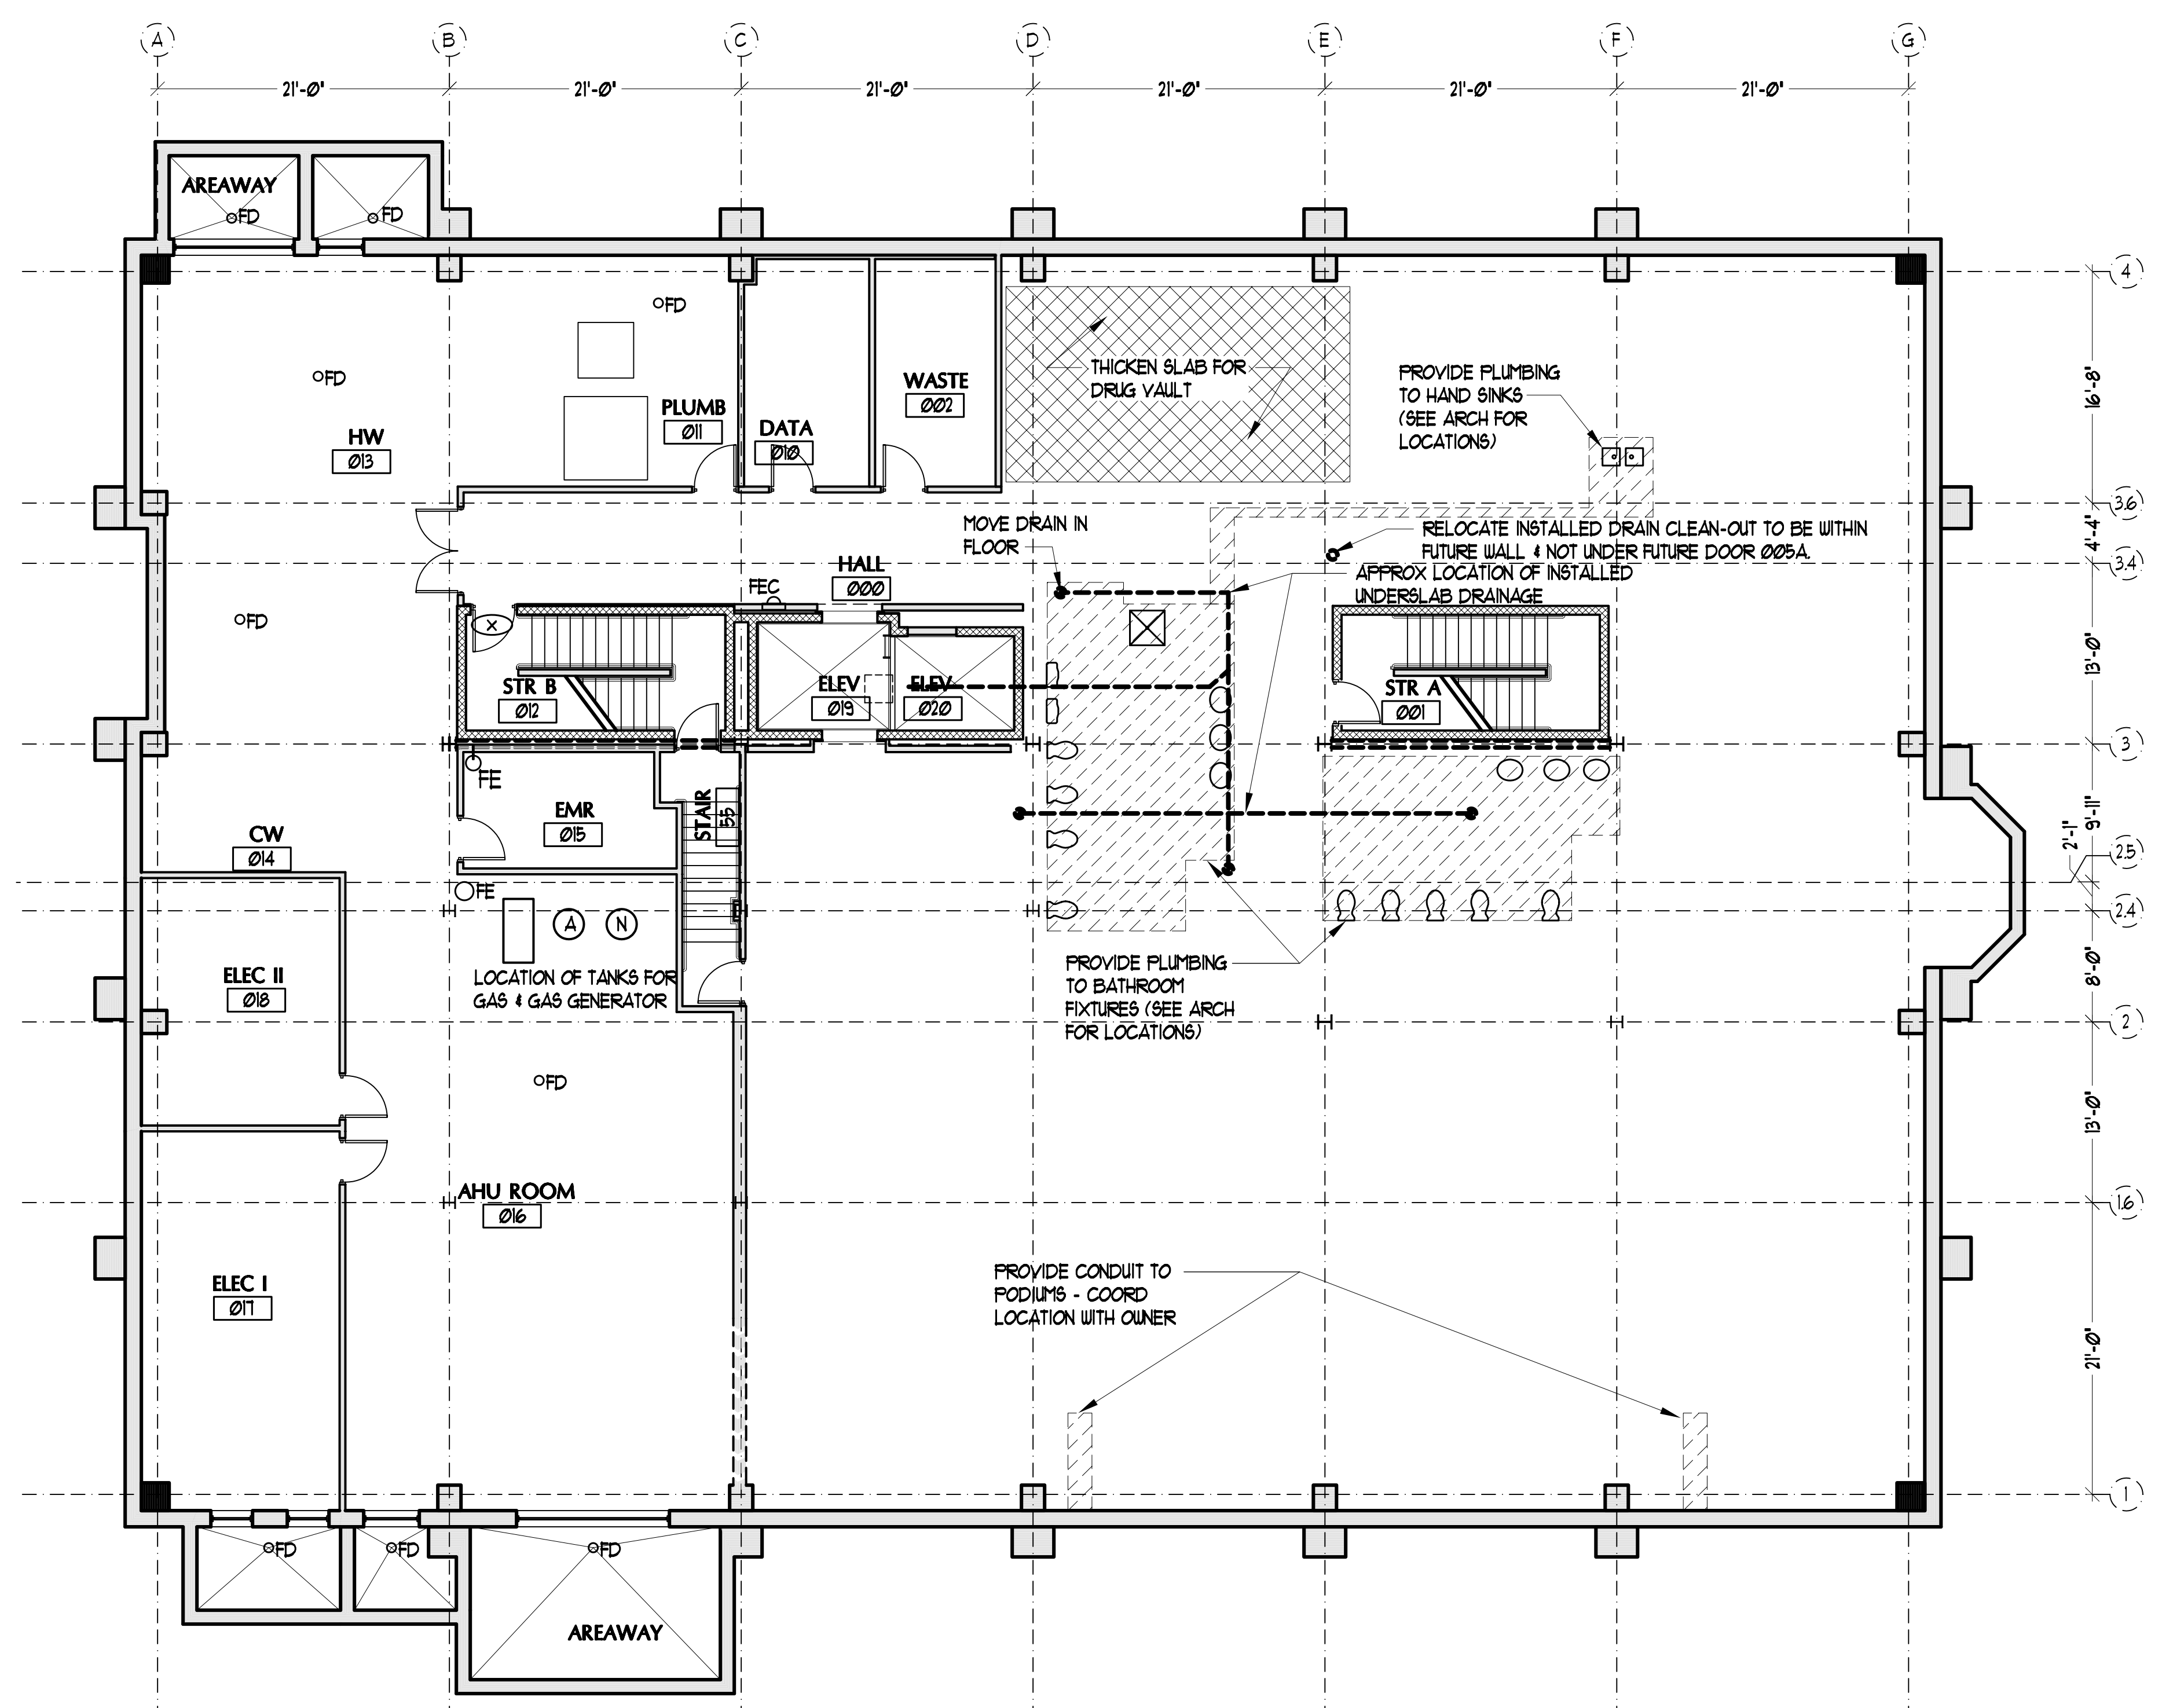 A B C D E F G
21'-0" 21'-0" 21'-0" 21'-0" 21'-0" 21'-0"
AREAWAY
FD FD
4
FD
THICKEN SLAB FOR
DRUG VAULT
PROVIDE PLUMBING
TO HAND SINKS
(SEE ARCH FOR
LOCATIONS)
16'-8"
FD
WASTE
002
PLUMB
011
DATA
010
HW
013
3.6
MOVE DRAIN IN
FLOOR
RELOCATE INSTALLED DRAIN CLEAN-OUT TO BE WITHIN
FUTURE WALL & NOT UNDER FUTURE DOOR 005A.
4'-4"
HALL
000
3.4
APPROX LOCATION OF INSTALLED
UNDERSLAB DRAINAGE
FEC
FD
X
13'-0"
STR B
012
ELEV
019
ELEV
020
STR A
001
3
FE
EMR
015
STAIR
55
CW
014
9'-11"
2'-1"
2.5
FE
A N
2.4
LOCATION OF TANKS FOR
GAS & GAS GENERATOR
ELEC II
018
PROVIDE PLUMBING
TO BATHROOM
FIXTURES (SEE ARCH
FOR LOCATIONS)
8'-0"
2
FD
13'-0"
AHU ROOM
016
1.6
ELEC I
017
PROVIDE CONDUIT TO
PODIUMS - COORD
LOCATION WITH OWNER
21'-0"
1
FD FD FD
AREAWAY